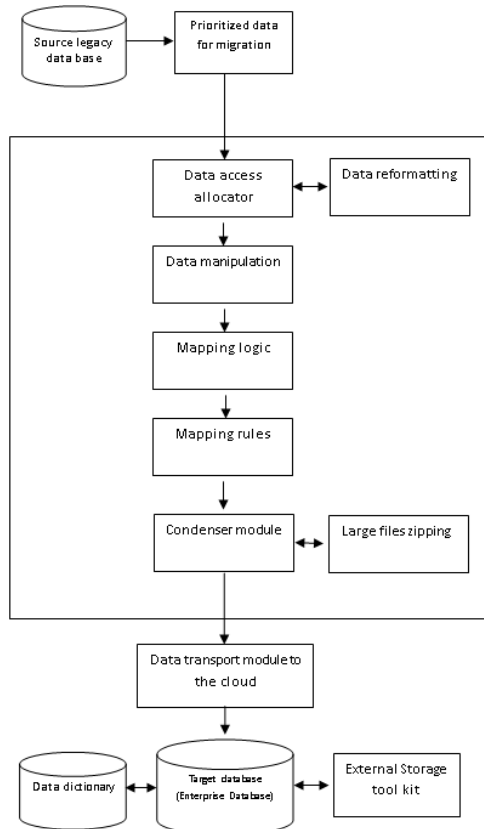 Source legacy
data base
Prioritized data
for migration
Data access
allocator
Data reformatting
Data manipulation
Mapping logic
Mapping rules
Condenser module
Large files zipping
Data transport module to
the cloud
Data dictionary
Target database
(Enterprise Database)
External Storage
tool kit